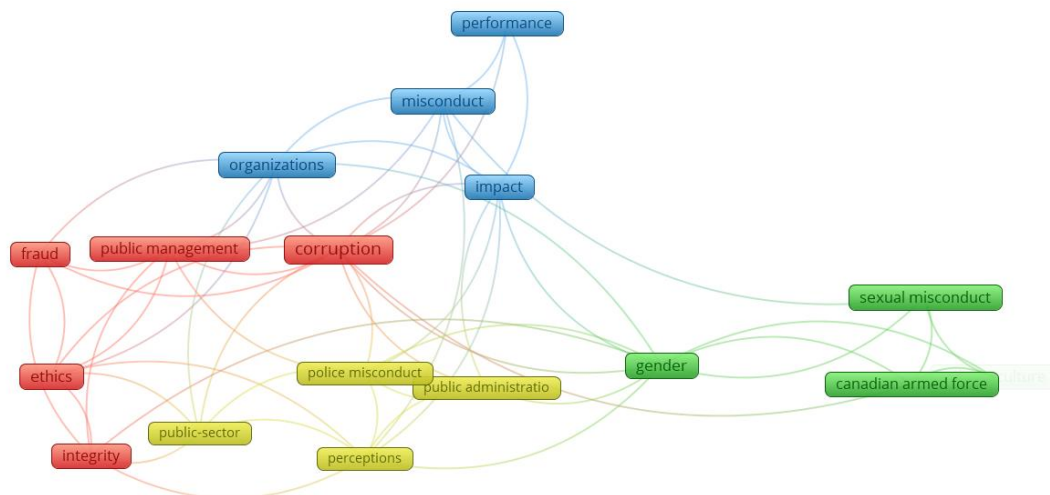 performance
misconduct
organizations
impact
fraud
public management
corruption
sexual misconduct
ethics
police misconduct
public administratio
gender
canadian armed force
public-sector
integrity
perceptions